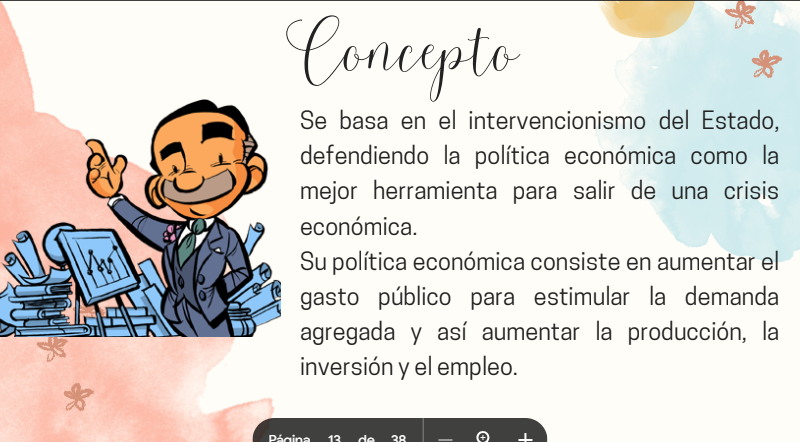 Concepto
Se basa en el intervencionismo del Estado,
defendiendo la política económica como la
mejor herramienta para salir de una crisis
económica.
Su política económica consiste en aumentar el
gasto público para estimular la demanda
agregada y así aumentar la producción, la
inversión y el empleo.
Página 13 de 38